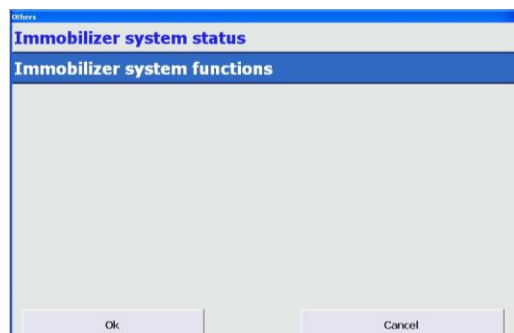 Others
Immobilizer system status
Immobilizer system functions
Ok
Cancel